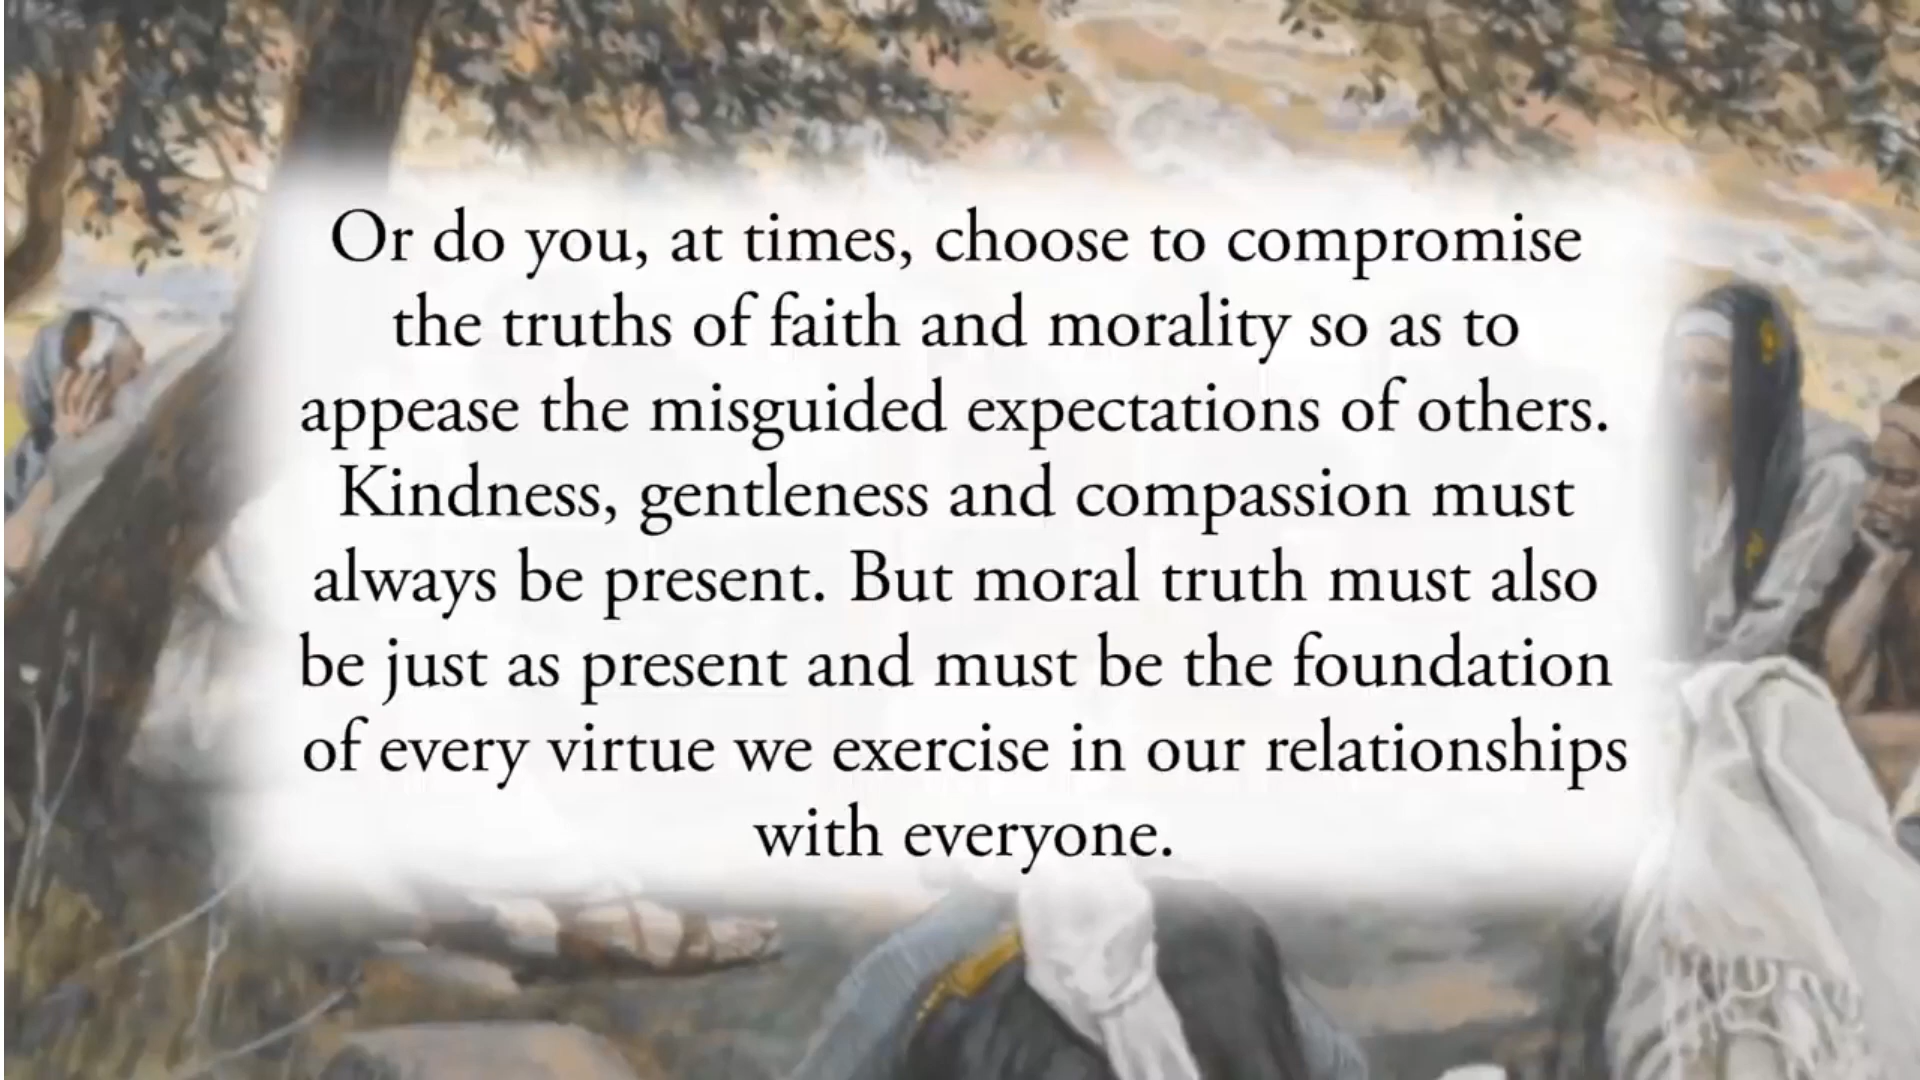 Or do you, at times, choose to compromise
the truths of faith and morality so as to
appease the misguided expectations of others.
Kindness, gentleness and compassion must
always be present. But moral truth must also
be just as present and must be the foundation
of every virtue we exercise in our relationships
with everyone.